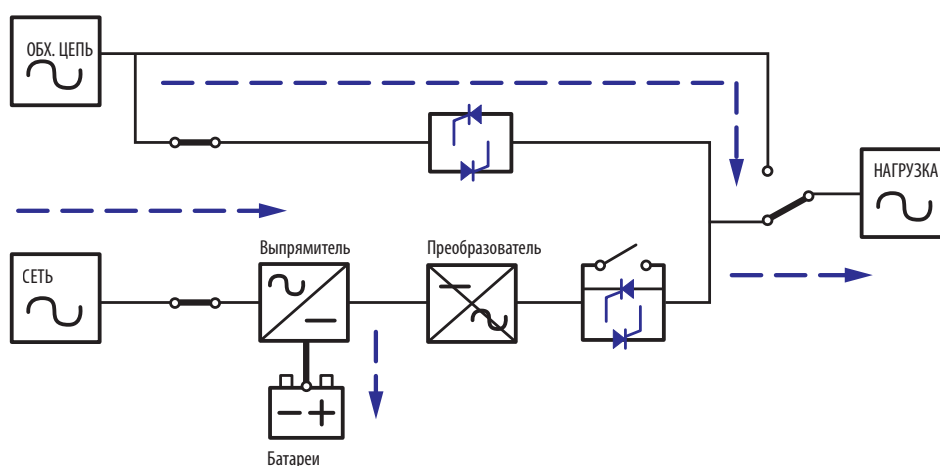 ОБХ. ЦЕПЬ
НАГРУЗКА
Выпрямитель
Преобразователь
СЕТЬ
Батареи